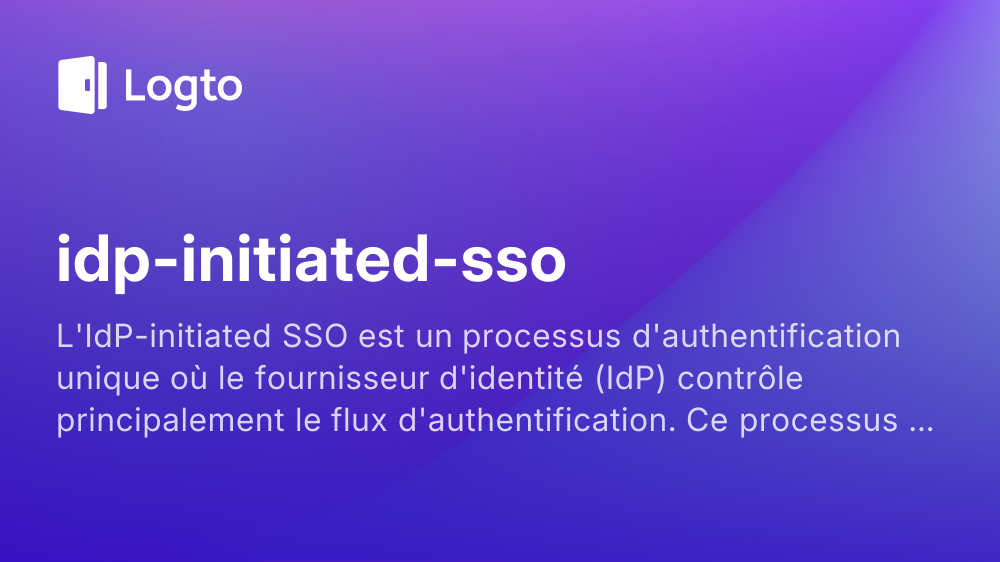 Logto
idp-initiated-sso
L'IdP-initiated SSO est un processus d'authentification
unique où le fournisseur d'identité (IdP) contrôle
principalement le flux d'authentification. Ce processus ...